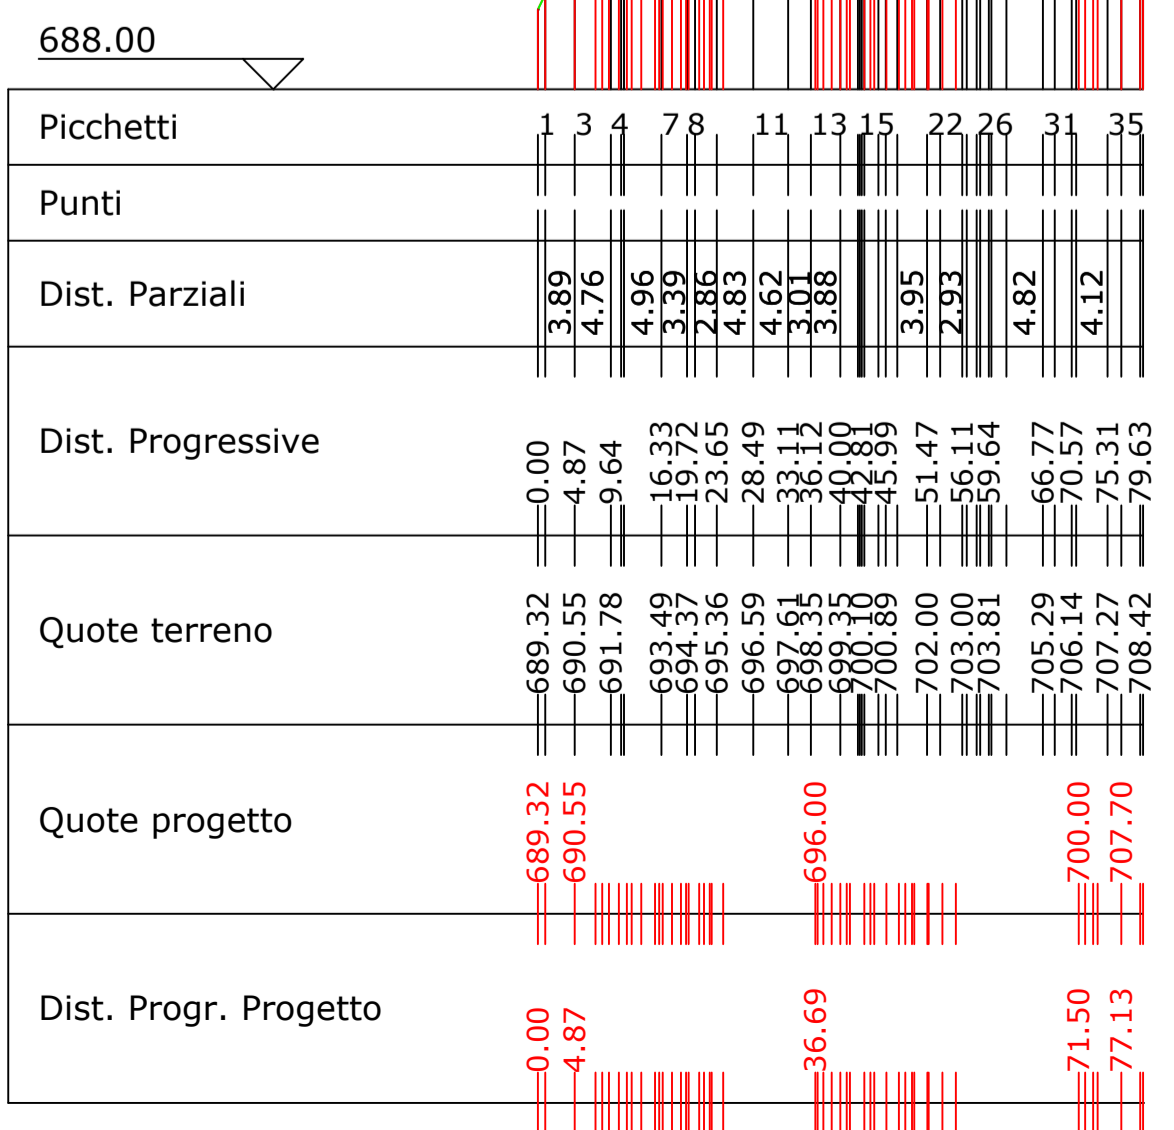 688.00
Picchetti 1 3 4 7 8 11 13 15 22 26 31 35
Punti
Dist. Parziali 3.89 4.76 4.96 3.39 2.86 4.83 4.62 3.01 3.88 3.95 2.93 4.82 4.12
Dist. Progressive 0.00 4.87 9.64 16.33 19.72 23.65 28.49 33.11 36.12 40.00 42.81 45.99 51.47 56.11 59.64 66.77 70.57 75.31 79.63
Quote terreno 689.32 690.55 691.78 693.49 694.37 695.36 696.59 697.61 698.35 699.35 700.10 700.89 702.00 703.00 703.81 705.29 706.14 707.27 708.42
Quote progetto 689.32 690.55 696.00 700.00 707.70
Dist. Progr. Progetto 0.00 4.87 36.69 71.50 77.13